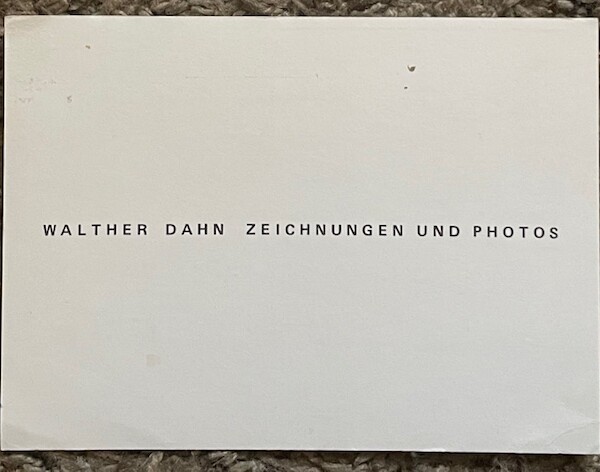 WALTHER DAHN ZEICHNUNGEN UND PHOTOS